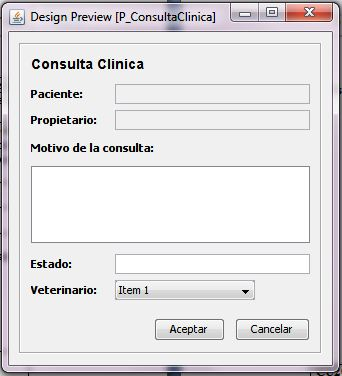 Design Preview [P_ConsultaClinica]
Consulta Clinica
Paciente:
Propietario:
Motivo de la consulta:
Estado:
Veterinario: Item 1
Aceptar Cancelar